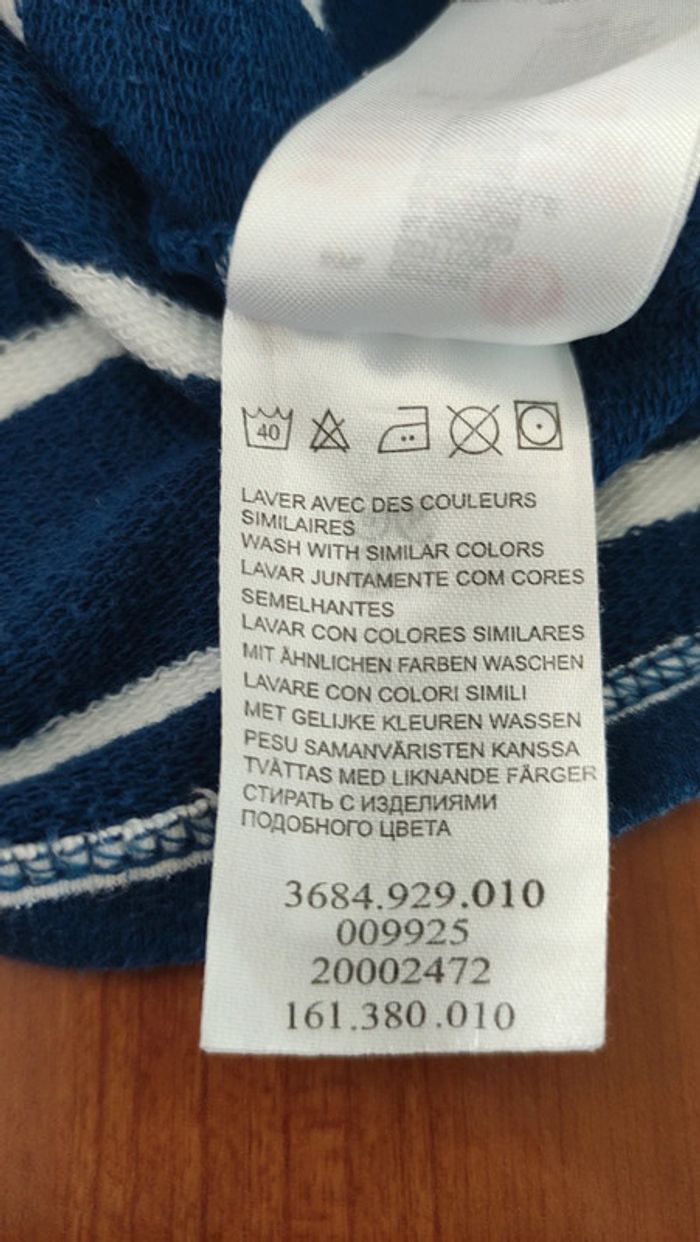 40
LAVER AVEC DES COULEURS
SIMILAIRES
WASH WITH SIMILAR COLORS
LAVAR JUNTAMENTE COM CORES
SEMELHANTES
LAVAR CON COLORES SIMILARES
MIT ÄHNLICHEN FARBEN WASCHEN
LAVARE CON COLORI SIMILI
MET GELIJKE KLEUREN WASSEN
PESU SAMANVÄRISTEN KANSSA
TVÄTTAS MED LIKNANDE FÄRGER
СТИРАТЬ С ИЗДЕЛИЯМИ
ПОДОБНОГО ЦВЕТА
3684.929.010
009925
20002472
161.380.010